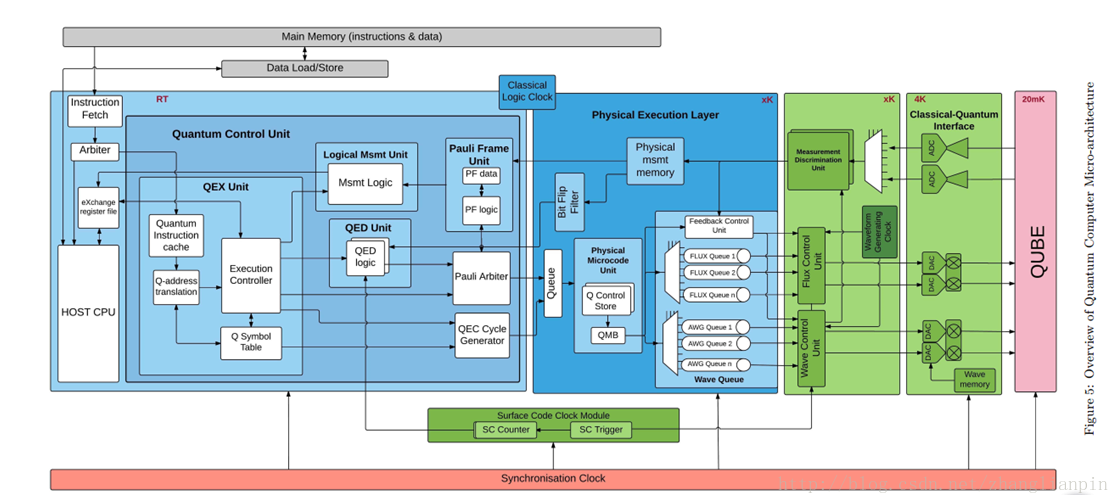 Main Memory (instructions & data)
Data Load/Store
RT
Instruction
Fetch
Arbiter
eXchange
register file
HOST CPU
Quantum Control Unit
QEX Unit
Quantum
Instruction
cache
Q-address
translation
Execution
Controller
Q Symbol
Table
Logical Msmt Unit
Msmt Logic
QED Unit
QED
logic
Pauli Frame
Unit
PF data
PF logic
Pauli Arbiter
QEC Cycle
Generator
Classical
Logic Clock
xK
Physical Execution Layer
Physical
msmt
memory
Bit Flip
Filter
Queue
Physical
Microcode
Unit
Q Control
Store
QMB
Feedback Control
Unit
FLUX Queue 1
FLUX Queue 2
FLUX Queue n
AWG Queue 1
AWG Queue 2
AWG Queue n
Wave Queue
xK
Measurement
Discrimination
Unit
Waveform
Generating
Clock
Flux Control
Unit
Wave Control
Unit
4K
Classical-Quantum
Interface
ADC
ADC
DAC
DAC
DAC
DAC
Wave
memory
20mK
QUBE
Surface Code Clock Module
SC Counter
SC Trigger
Synchronisation Clock
Figure 5: Overview of Quantum Computer Micro-architecture